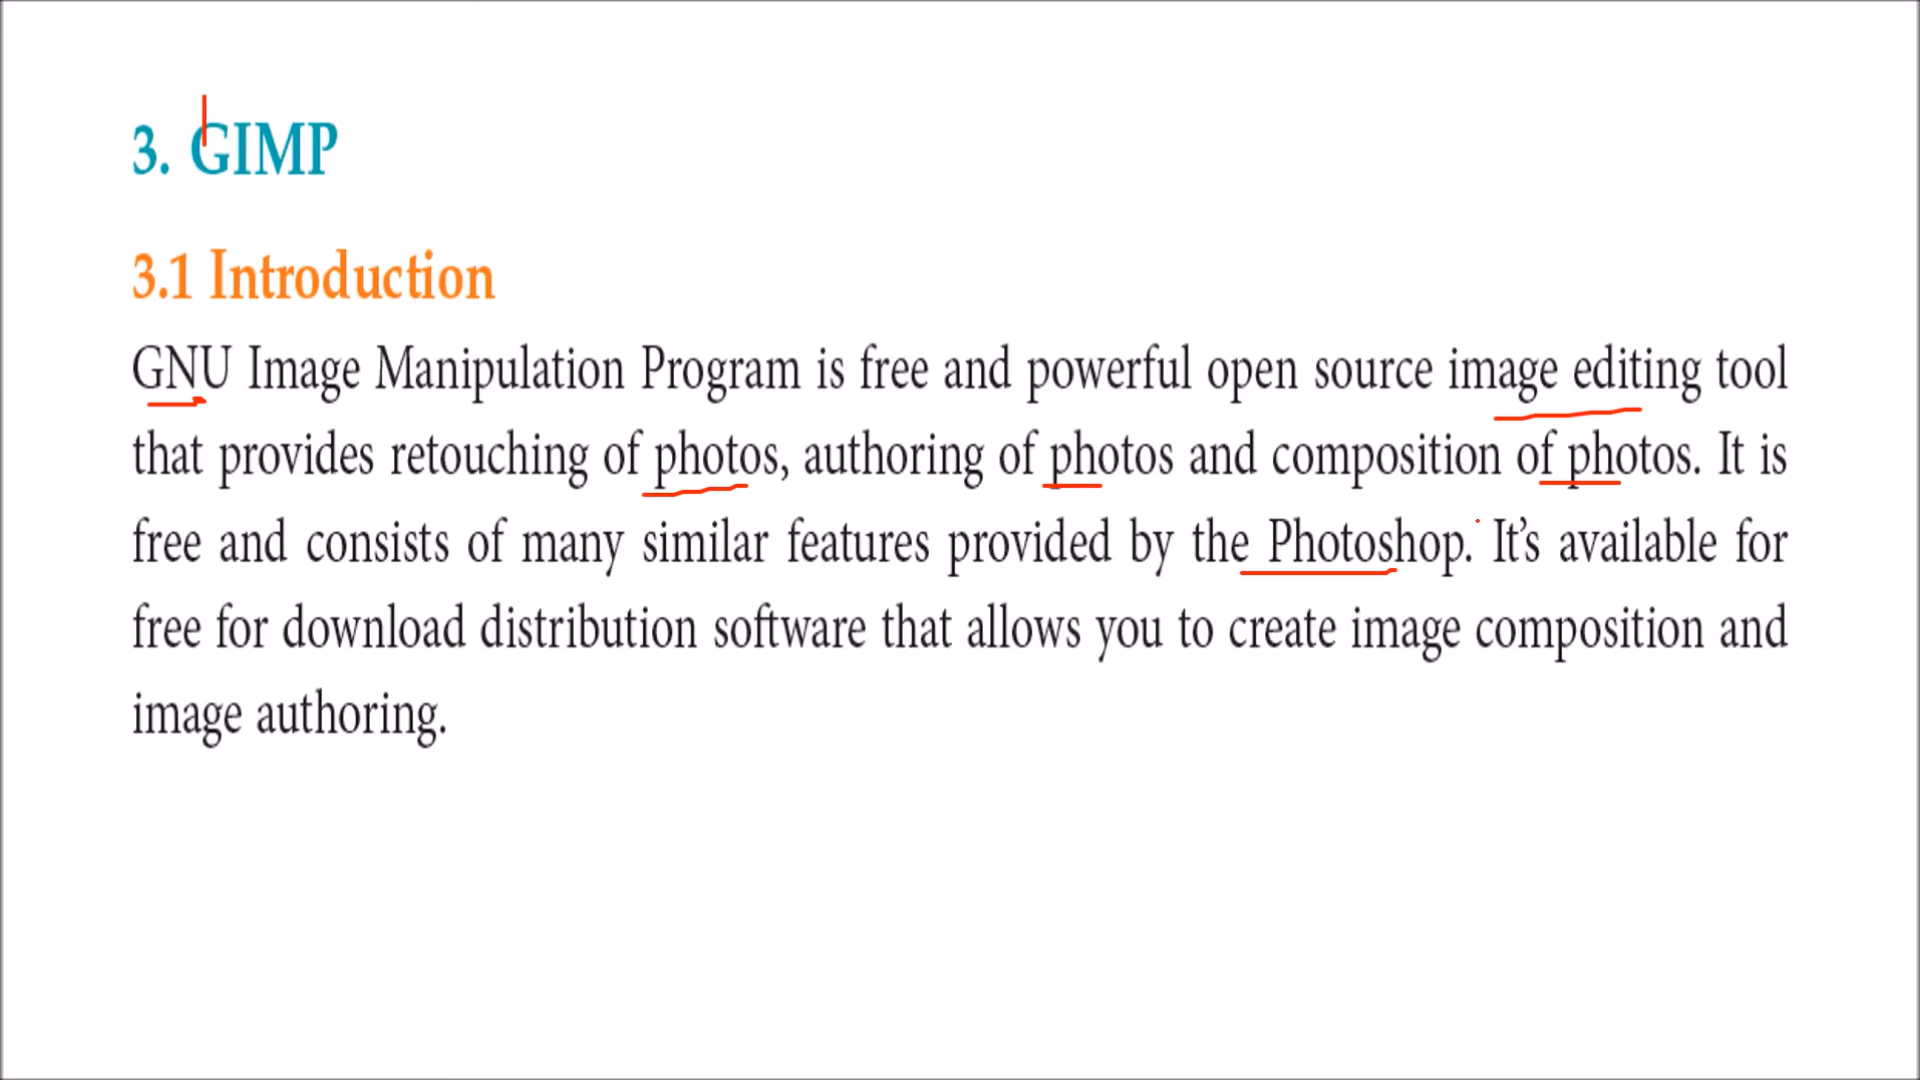 3. GIMP
3.1 Introduction
GNU Image Manipulation Program is free and powerful open source image editing tool
that provides retouching of photos, authoring of photos and composition of photos. It is
free and consists of many similar features provided by the Photoshop. It’s available for
free for download distribution software that allows you to create image composition and
image authoring.